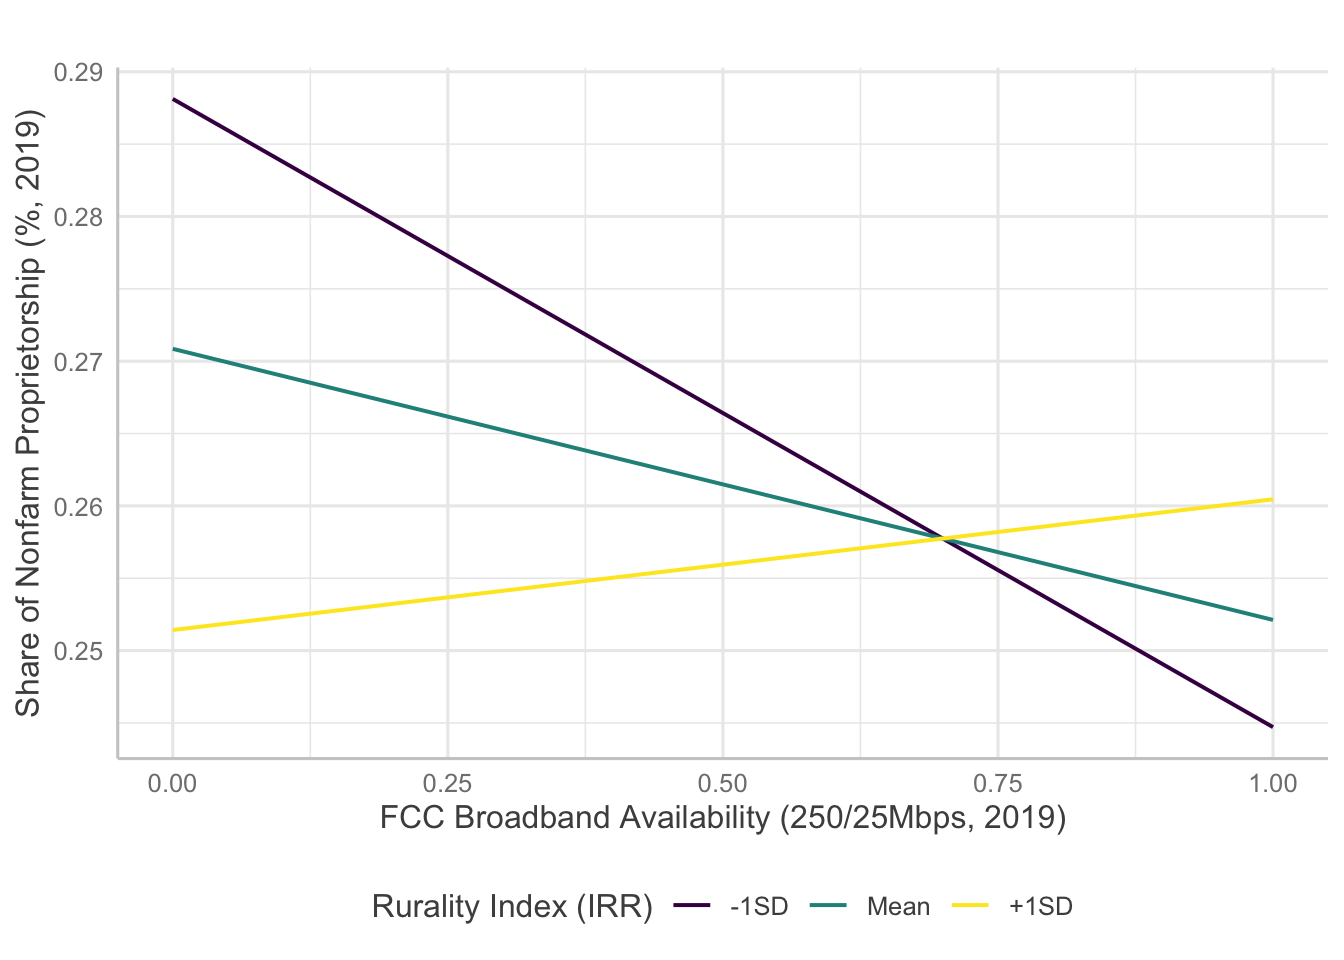 Share of Nonfarm Proprietorship (%, 2019)
0.29
0.28
0.27
0.26
0.25
0.00 0.25 0.50 0.75 1.00
FCC Broadband Availability (250/25Mbps, 2019)
Rurality Index (IRR) -1SD Mean +1SD